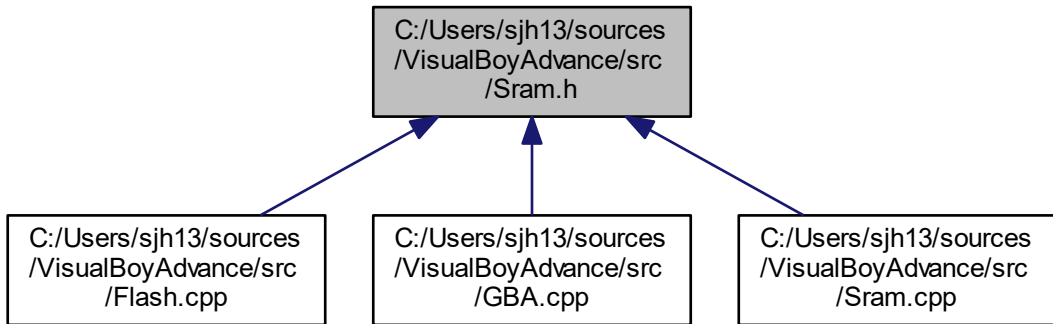 C:/Users/sjh13/sources
/VisualBoyAdvance/src
/Sram.h
C:/Users/sjh13/sources
/VisualBoyAdvance/src
/Flash.cpp
C:/Users/sjh13/sources
/VisualBoyAdvance/src
/GBA.cpp
C:/Users/sjh13/sources
/VisualBoyAdvance/src
/Sram.cpp